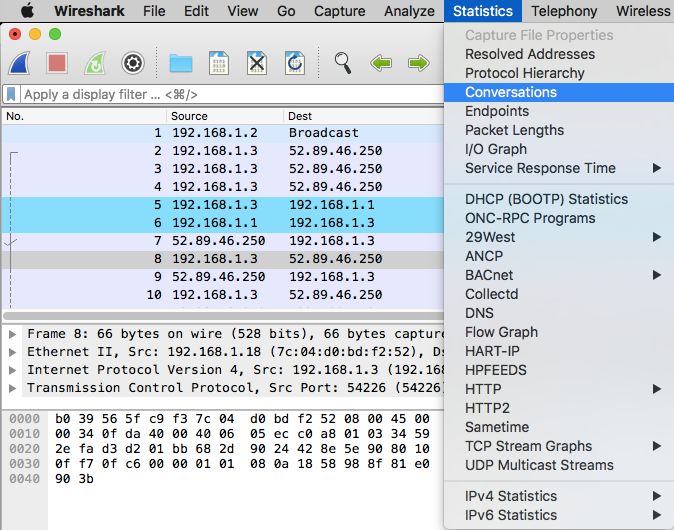 Wireshark File Edit View Go Capture Analyze Statistics Telephony Wireless
Capture File Properties
Resolved Addresses
Protocol Hierarchy
Conversations
Endpoints
Packet Lengths
I/O Graph
Service Response Time
DHCP (BOOTP) Statistics
ONC-RPC Programs
29West
ANCP
BACnet
Collectd
DNS
Flow Graph
HART-IP
HPFEEDS
HTTP
HTTP2
Sametime
TCP Stream Graphs
UDP Multicast Streams
IPv4 Statistics
IPv6 Statistics
Apply a display filter ... <⌘/>
No. Source Dest
1 192.168.1.2 Broadcast
2 192.168.1.3 52.89.46.250
3 192.168.1.3 52.89.46.250
4 192.168.1.3 52.89.46.250
5 192.168.1.3 192.168.1.1
6 192.168.1.1 192.168.1.3
7 52.89.46.250 192.168.1.3
8 192.168.1.3 52.89.46.250
9 52.89.46.250 192.168.1.3
10 192.168.1.3 52.89.46.250
Frame 8: 66 bytes on wire (528 bits), 66 bytes capture
Ethernet II, Src: 192.168.1.18 (7c:04:d0:bd:f2:52), Ds
Internet Protocol Version 4, Src: 192.168.1.3 (192.168
Transmission Control Protocol, Src Port: 54226 (54226)
0000 b0 39 56 5f c9 f3 7c 04 d0 bd f2 52 08 00 45 00
0010 00 34 0f da 40 00 40 06 05 ec c0 a8 01 03 34 59
0020 2e fa d3 d2 01 bb 68 2d 90 24 42 8e 5e 90 80 10
0030 0f f7 0f c6 00 00 01 01 08 0a 18 58 98 8f 81 e0
0040 90 3b